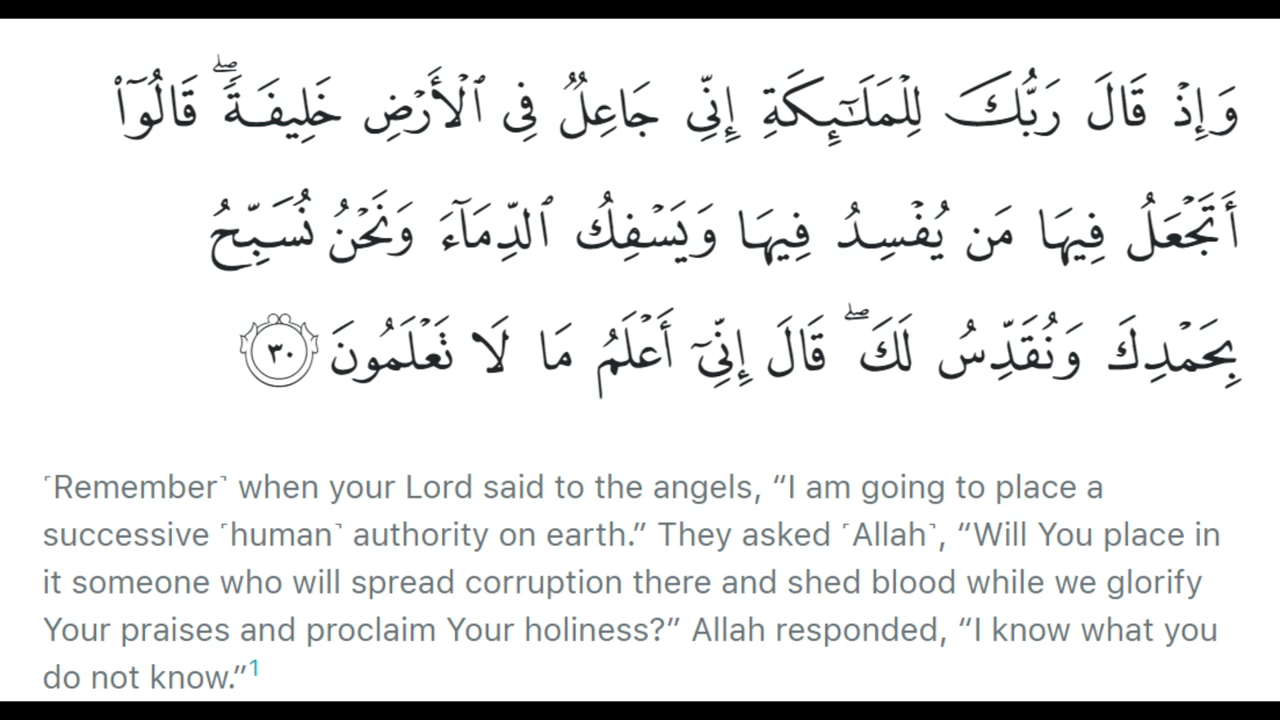 وَإِذۡ قَالَ رَبُّكَ لِلۡمَلَـٰٓئِكَةِ إِنِّي جَاعِلٌ فِي ٱلۡأَرۡضِ خَلِيفَةٗۖ قَالُوٓاْ
أَتَجۡعَلُ فِيهَا مَن يُفۡسِدُ فِيهَا وَيَسۡفِكُ ٱلدِّمَآءَ وَنَحۡنُ نُسَبِّحُ
بِحَمۡدِكَ وَنُقَدِّسُ لَكَۖ قَالَ إِنِّيٓ أَعۡلَمُ مَا لَا تَعۡلَمُونَ ٣٠
˹Remember˺ when your Lord said to the angels, “I am going to place a
successive ˹human˺ authority on earth.” They asked ˹Allah˺, “Will You place in
it someone who will spread corruption there and shed blood while we glorify
Your praises and proclaim Your holiness?” Allah responded, “I know what you
do not know.”1